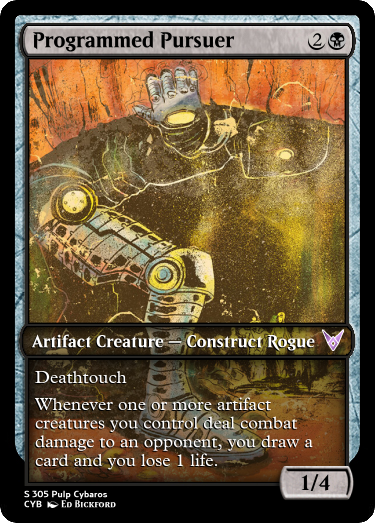 Programmed Pursuer 2
Artifact Creature — Construct Rogue
Deathtouch
Whenever one or more artifact
creatures you control deal combat
damage to an opponent, you draw a
card and you lose 1 life.
1/4
S 305 Pulp Cybaros
CYB Ed Bickford